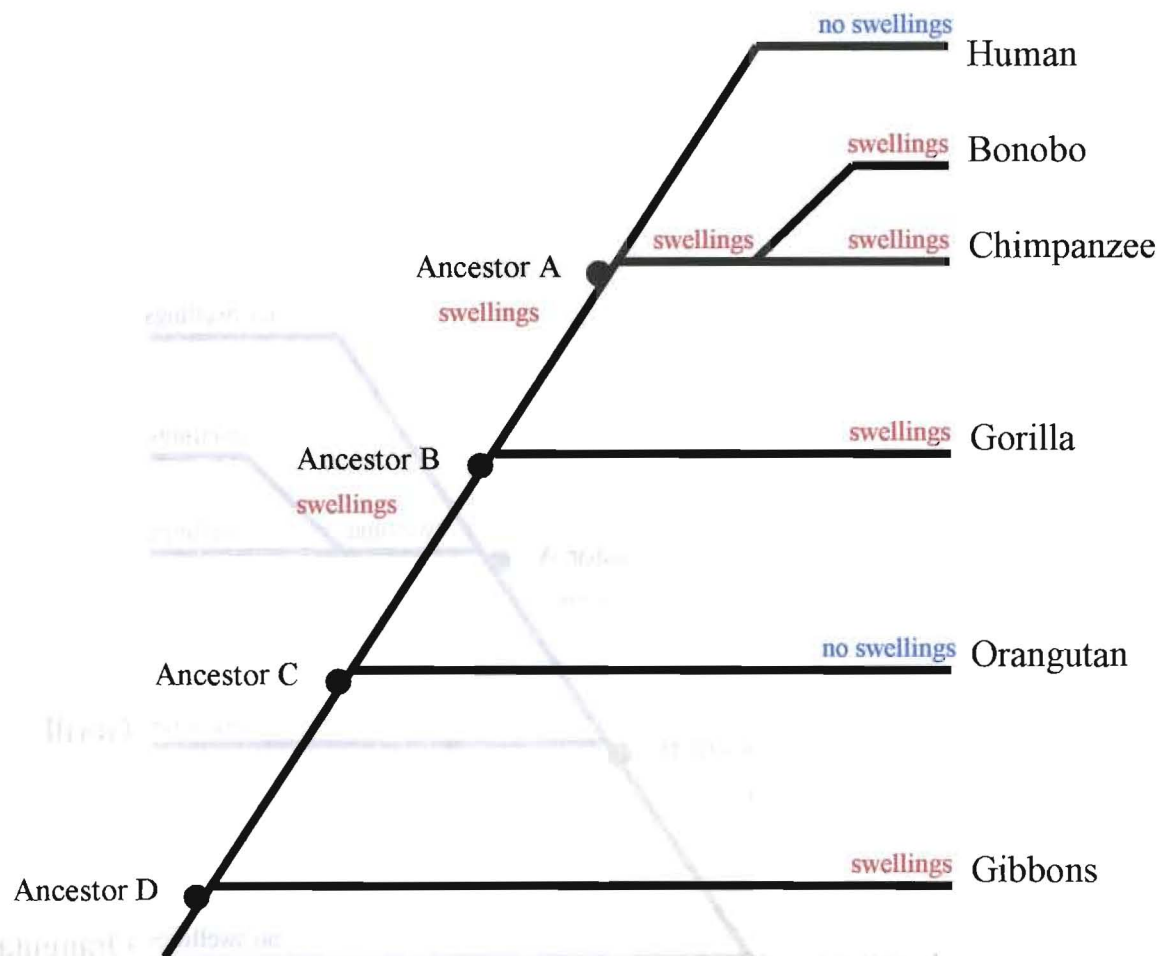 no swellings
Human
swellings
Bonobo
swellings
swellings
Chimpanzee
Ancestor A
swellings
swellings
Gorilla
Ancestor B
swellings
no swellings
Orangutan
Ancestor C
swellings
Gibbons
Ancestor D